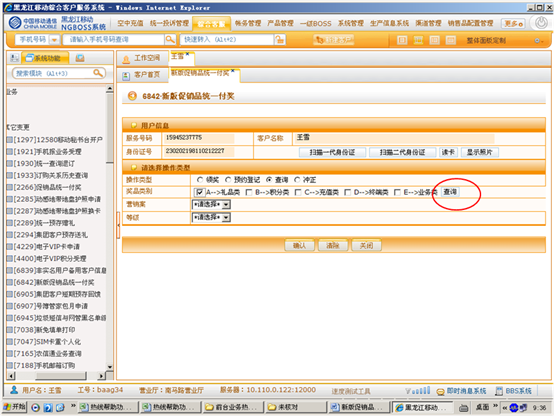 黑龙江移动综合客户服务系统 - Microsoft Internet Explorer
中国移动通信 CHINA MOBILE 黑龙江移动 NGBOSS系统 空中充值 统一投诉管理 帐务管理 产品管理 一级BOSS 系统管理 生产信息系统 渠道管理 销售品配置管理 更多
手机号码 请输入手机号码查询 快速转入 (Alt+Z) 整体面板定制
系统功能
搜索模块 (Alt+3)
业务
其它变更
[1297]12580移动秘书台开户
[1921]手机报业务受理
[1930]统一查询退订
[1933]订购关系历史查询
[2266]促销品统一付奖
[2285]动感地带地盘护照申请
[2287]动感地带地盘护照换卡
[2289]统一预存赠礼
[2294]集团客户预存送礼
[4229]电子VIP卡申请
[4400]电子VIP积分受理
[6839]非实名用户备用客户信息
[6842]新版促销品统一付奖
[6905]集团客户短期预存回馈
[6907]号簿管家包月申请
[6945]垃圾短信与网管黑名单综
[7038]新免填单打印
[7047]SIM卡重个人化
[7165]农信通业务查询
[7188]手机邮箱订购
工作空间 王雪
客户首页 新版促销品统一付奖
6842·新版促销品统一付奖
用户信息
服务号码 15945237775 客户名称 王雪
身份证号 230202198110212227 扫描一代身份证 扫描二代身份证 读卡 显示照片
请选择操作类型
操作类型 领奖 预约登记 查询 冲正
奖品类别 A-->礼品类 B-->积分类 C-->充值类 D-->终端类 E-->业务类 查询
营销案 *请选择*
等级 *请选择*
确认 清除 关闭
用户名：王雪 工号：baag34 营业厅：南马路营业厅 服务器：10.110.0.122:12000 速度测试工具 即时消息系统 BBS系统
开始 热线帮助功... 热线帮助功... 前台业务热... 未核对 新版促销品... 黑龙江移动... 桌面 9:36